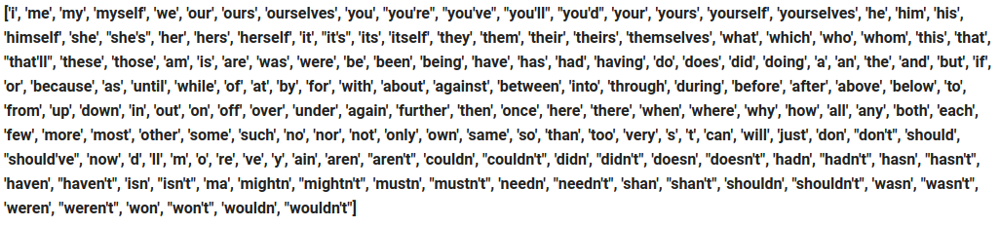 ['i', 'me', 'my', 'myself', 'we', 'our', 'ours', 'ourselves', 'you', "you're", "you've", "you'll", "you'd", 'your', 'yours', 'yourself', 'yourselves', 'he', 'him', 'his',
'himself', 'she', "she's", 'her', 'hers', 'herself', 'it', "it's", 'its', 'itself', 'they', 'them', 'their', 'theirs', 'themselves', 'what', 'which', 'who', 'whom', 'this', 'that',
"that'll", 'these', 'those', 'am', 'is', 'are', 'was', 'were', 'be', 'been', 'being', 'have', 'has', 'had', 'having', 'do', 'does', 'did', 'doing', 'a', 'an', 'the', 'and', 'but', 'if',
'or', 'because', 'as', 'until', 'while', 'of', 'at', 'by', 'for', 'with', 'about', 'against', 'between', 'into', 'through', 'during', 'before', 'after', 'above', 'below', 'to',
'from', 'up', 'down', 'in', 'out', 'on', 'off', 'over', 'under', 'again', 'further', 'then', 'once', 'here', 'there', 'when', 'where', 'why', 'how', 'all', 'any', 'both', 'each',
'few', 'more', 'most', 'other', 'some', 'such', 'no', 'nor', 'not', 'only', 'own', 'same', 'so', 'than', 'too', 'very', 's', 't', 'can', 'will', 'just', 'don', "don't", 'should',
"should've", 'now', 'd', 'll', 'm', 'o', 're', 've', 'y', 'ain', 'aren', "aren't", 'couldn', "couldn't", 'didn', "didn't", 'doesn', "doesn't", 'hadn', "hadn't", 'hasn', "hasn't",
'haven', "haven't", 'isn', "isn't", 'ma', 'mightn', "mightn't", 'mustn', "mustn't", 'needn', "needn't", 'shan', "shan't", 'shouldn', "shouldn't", 'wasn', "wasn't",
'weren', "weren't", 'won', "won't", 'wouldn', "wouldn't"]